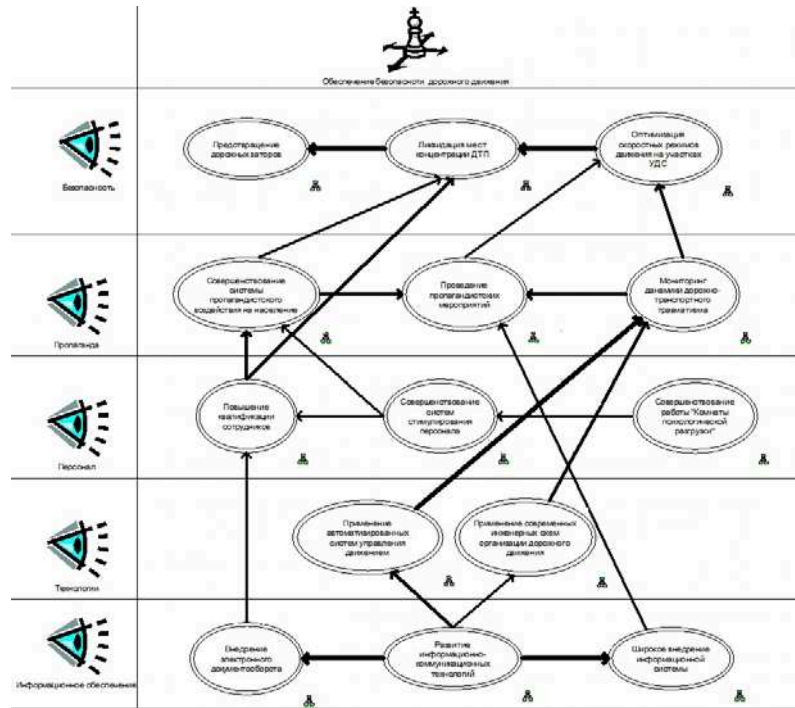 Обеспечение безопасности дорожного движения
Предотвращение
дорожных заторов
Ликвидация мест
концентрации ДТП
Оптимизация
скоростных режимов
движения на участках
УДС
Безопасность
Совершенствование
системы
пропагандистского
воздействия на население
Проведение
пропагандистских
мероприятий
Мониторинг
динамики дорожно-
транспортного
травматизма
Пропаганда
Повышение
квалификации
сотрудников
Совершенствование
систем
стимулирования
персонала
Совершенствование
работы "Комнаты
психологической
разгрузки"
Персонал
Применение
автоматизированных
систем управления
движением
Применение современных
инженерных схем
организации дорожного
движения
Технологии
Внедрение
электронного
документооборота
Развитие
информационно-
коммуникационных
технологий
Широкое внедрение
информационной
системы
Информационное обеспечение